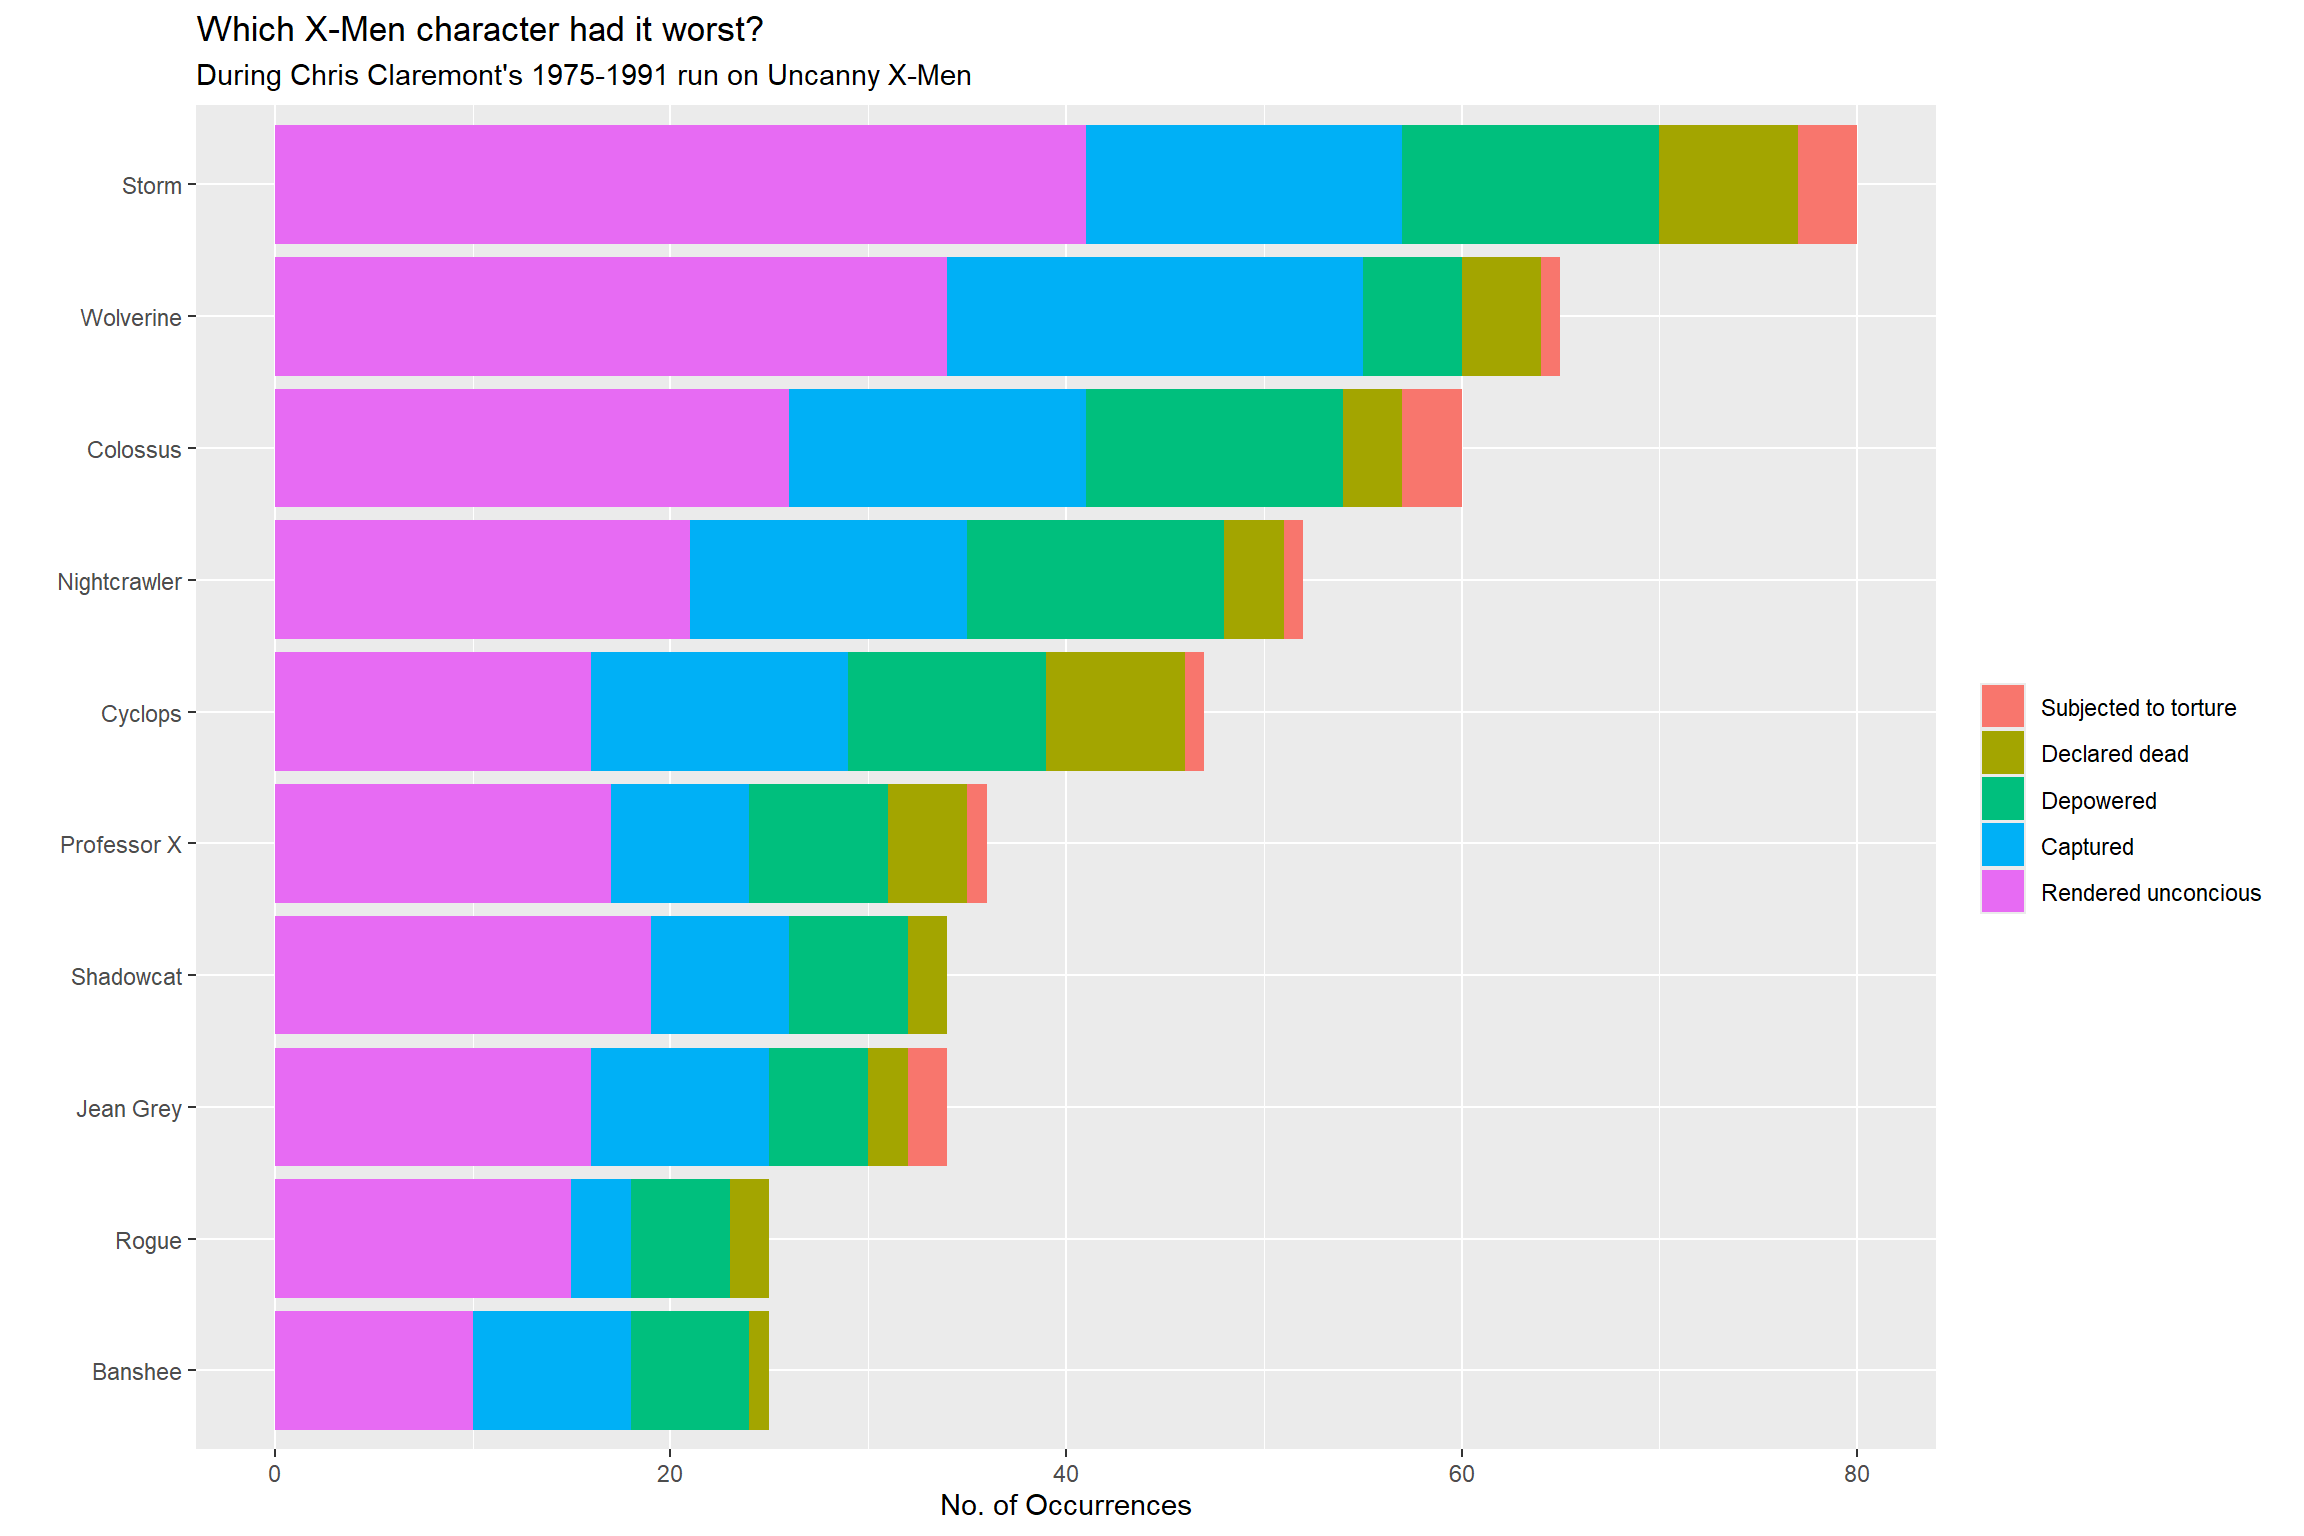 Which X-Men character had it worst?
During Chris Claremont's 1975-1991 run on Uncanny X-Men
Storm
Wolverine
Colossus
Nightcrawler
Cyclops
Professor X
Shadowcat
Jean Grey
Rogue
Banshee
0 20 40 60 80
No. of Occurrences
Subjected to torture
Declared dead
Depowered
Captured
Rendered unconcious